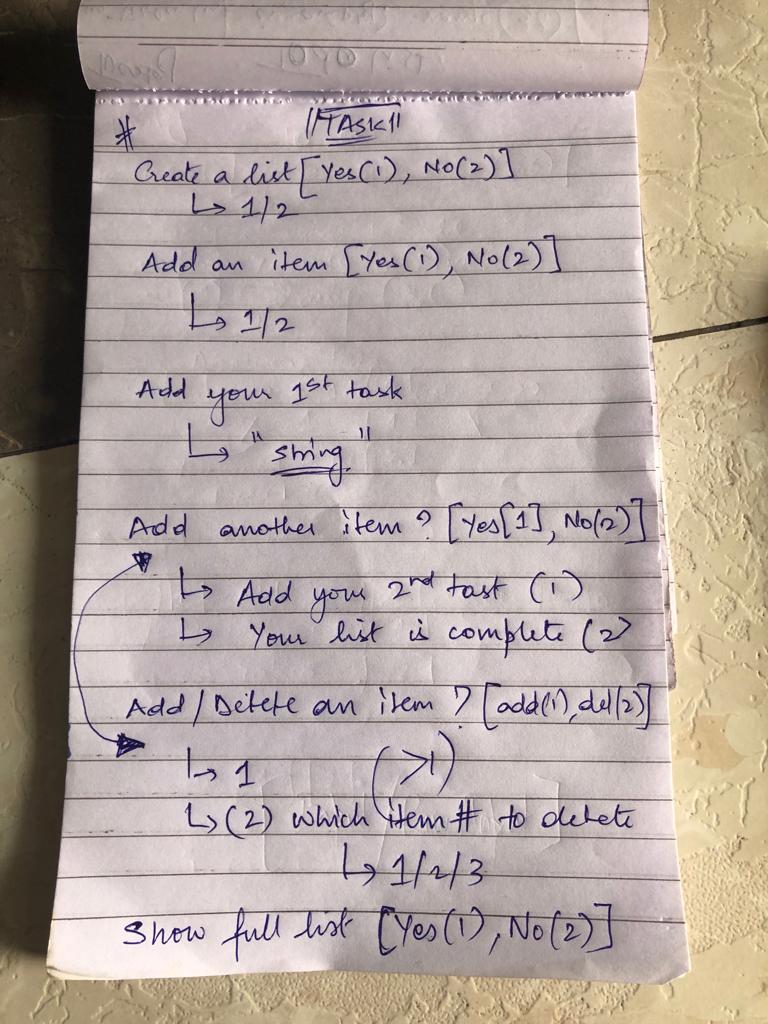 # ||TASK||
Create a list [Yes(1), No(2)]
↳ 1/2
Add an item [Yes(1), No(2)]
↳ 1/2
Add your 1st task
↳ "string"
Add another item? [Yes[1], No(2)]
↳ Add your 2nd tast (1)
↳ Your list is complete (2)
Add/Delete an item? [add(1), del(2)]
↳ 1 (>1)
↳ (2) which item # to delete
↳ 1/2/3
Show full list [Yes(1), No(2)]